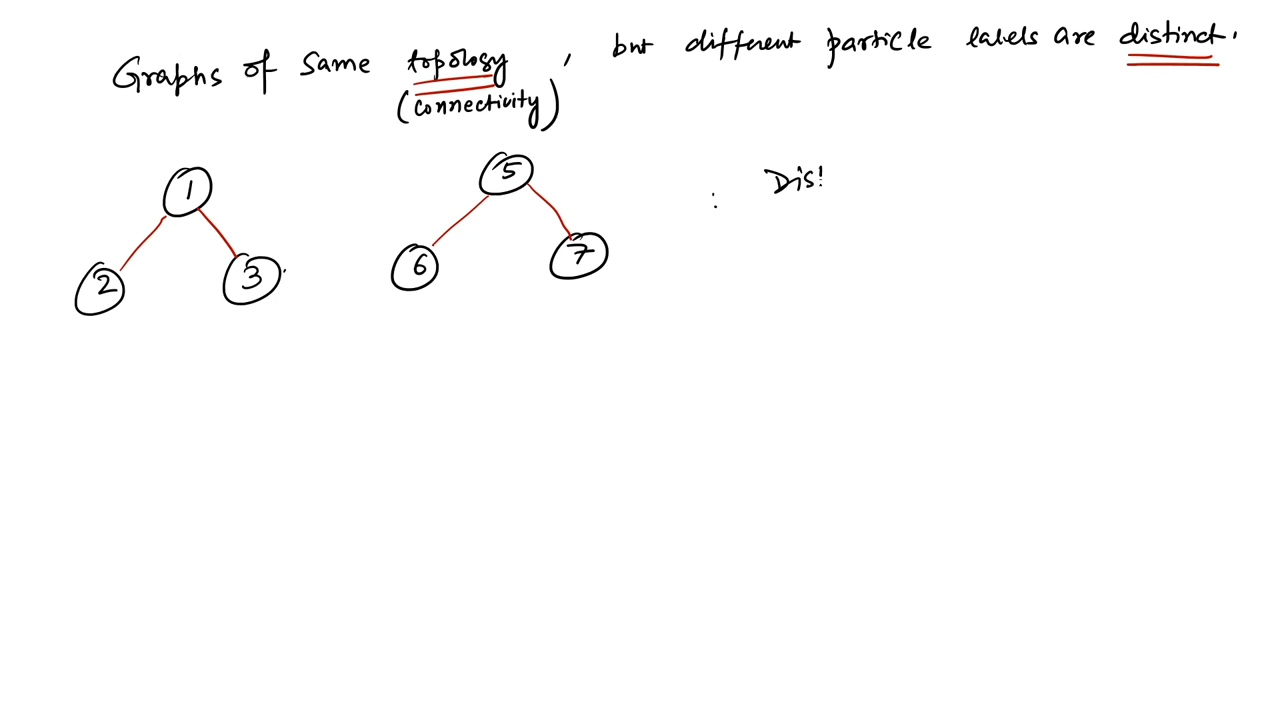 Graphs of same topology, but different particle labels are distinct.
(connectivity)
1 5 : Dis!
2 3 6 7